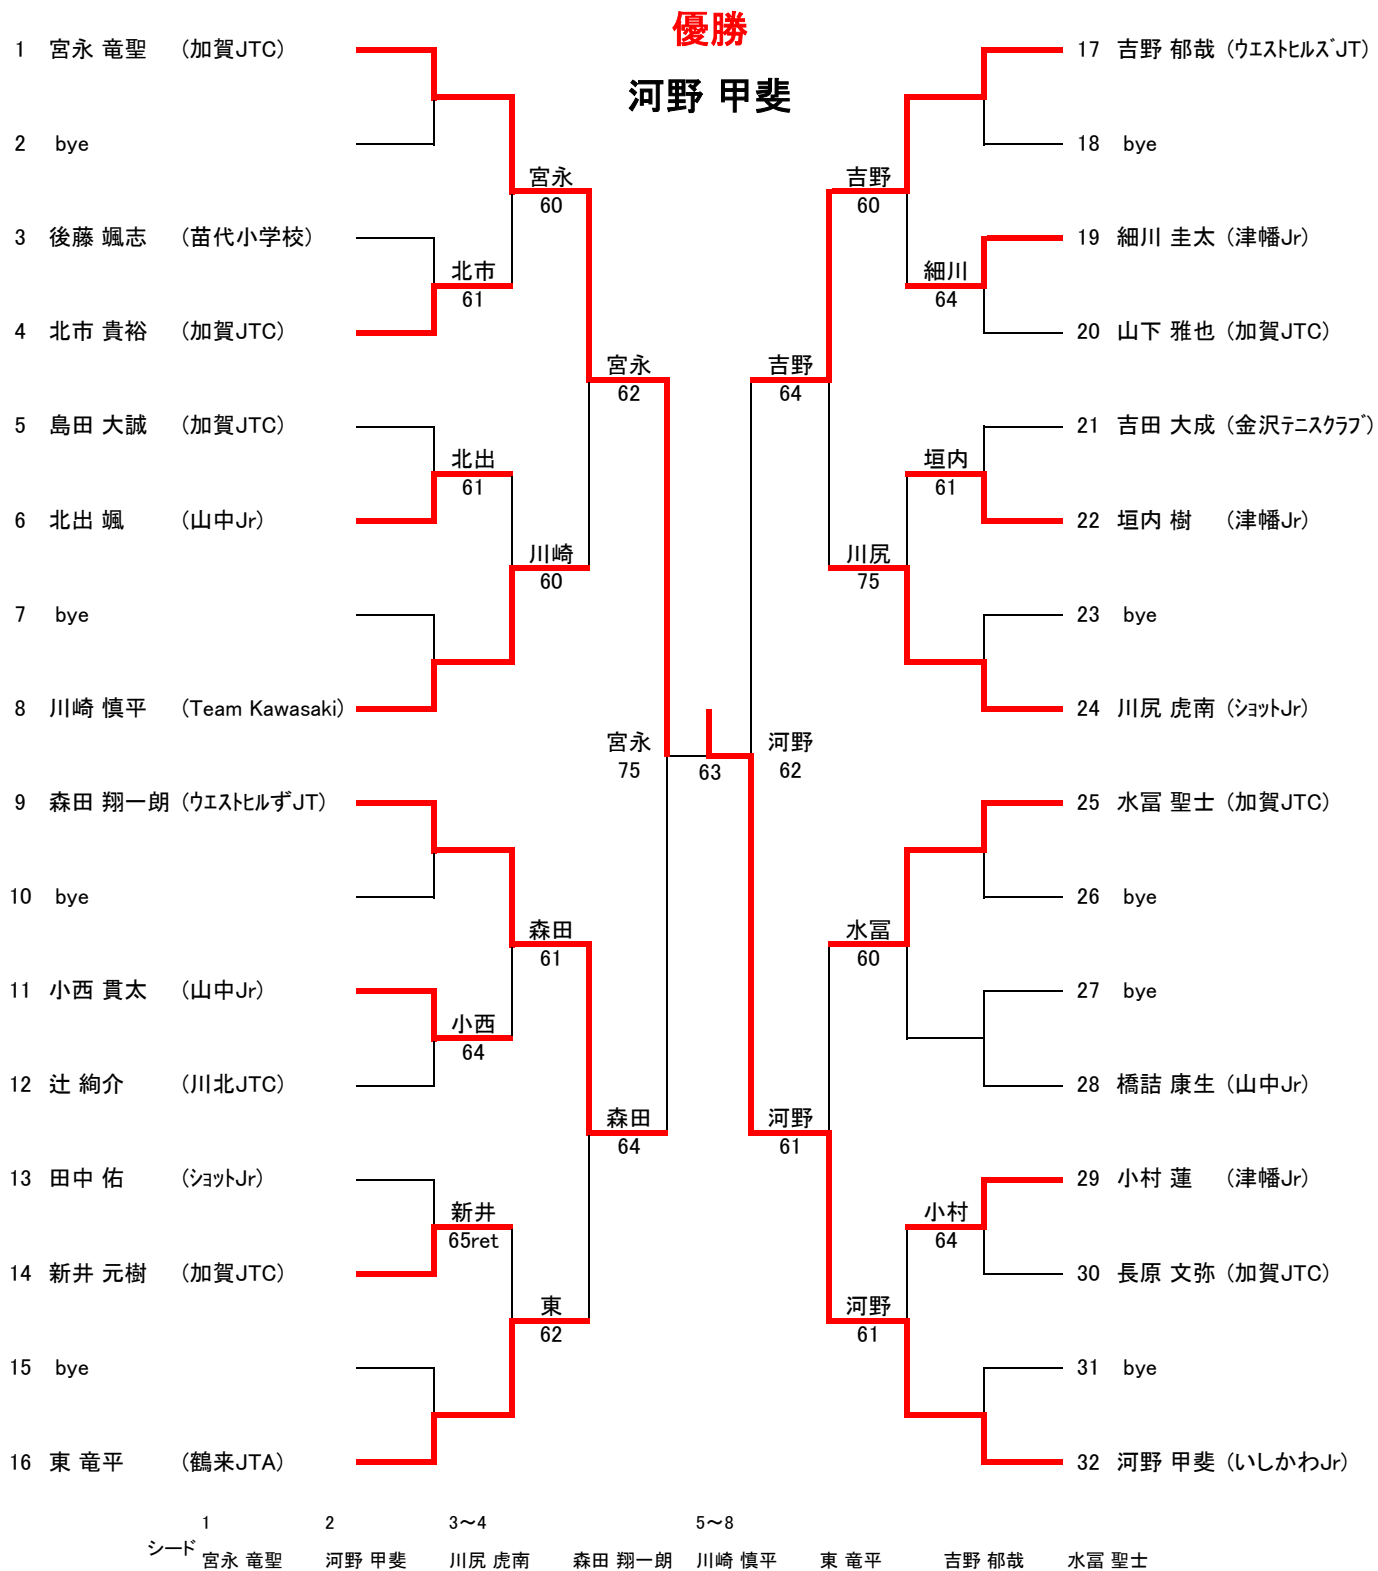 優勝
河野 甲斐
1 宮永 竜聖 (加賀JTC)
2 bye
3 後藤 颯志 (苗代小学校)
4 北市 貴裕 (加賀JTC)
5 島田 大誠 (加賀JTC)
6 北出 颯 (山中Jr)
7 bye
8 川崎 慎平 (Team Kawasaki)
9 森田 翔一朗 (ｳｴｽﾄﾋﾙずJT)
10 bye
11 小西 貫太 (山中Jr)
12 辻 絢介 (川北JTC)
13 田中 佑 (ｼｮｯﾄJr)
14 新井 元樹 (加賀JTC)
15 bye
16 東 竜平 (鶴来JTA)
北市
61
北出
61
小西
64
新井
65ret
宮永
60
川崎
60
森田
61
東
62
宮永
62
森田
64
宮永
75
63
河野
62
吉野
64
河野
61
吉野
60
川尻
75
水冨
60
河野
61
細川
64
垣内
61
小村
64
17 吉野 郁哉 (ｳｴｽﾄﾋﾙｽﾞJT)
18 bye
19 細川 圭太 (津幡Jr)
20 山下 雅也 (加賀JTC)
21 吉田 大成 (金沢ﾃﾆｽｸﾗﾌﾞ)
22 垣内 樹 (津幡Jr)
23 bye
24 川尻 虎南 (ｼｮｯﾄJr)
25 水冨 聖士 (加賀JTC)
26 bye
27 bye
28 橋詰 康生 (山中Jr)
29 小村 蓮 (津幡Jr)
30 長原 文弥 (加賀JTC)
31 bye
32 河野 甲斐 (いしかわJr)
1 2 3～4 5～8
シード 宮永 竜聖 河野 甲斐 川尻 虎南 森田 翔一朗 川崎 慎平 東 竜平 吉野 郁哉 水冨 聖士